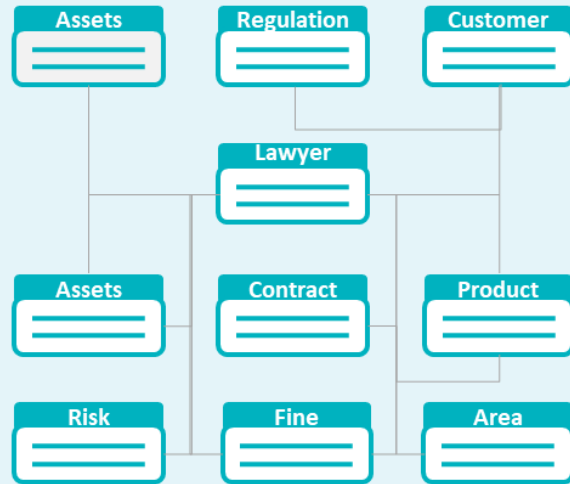 Assets
Regulation
Customer
Lawyer
Assets
Contract
Product
Risk
Fine
Area